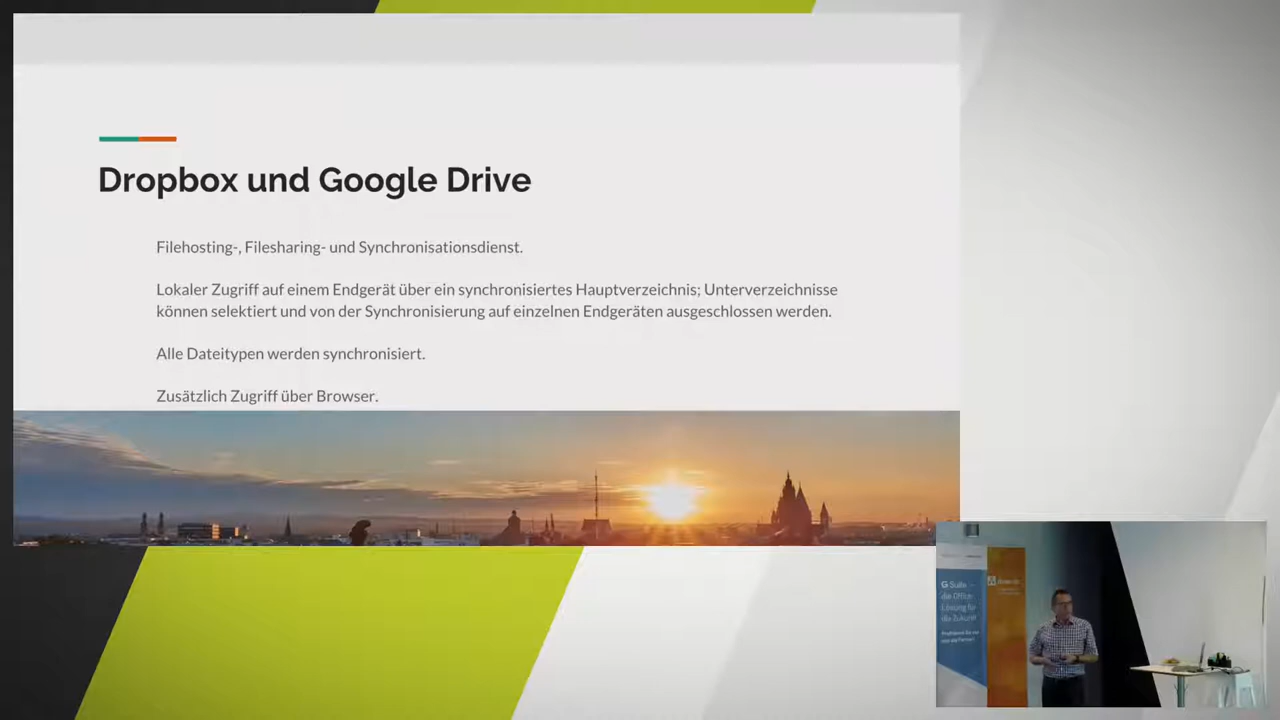 Dropbox und Google Drive
Filehosting-, Filesharing- und Synchronisationsdienst.
Lokaler Zugriff auf einem Endgerät über ein synchronisiertes Hauptverzeichnis; Unterverzeichnisse
können selektiert und von der Synchronisierung auf einzelnen Endgeräten ausgeschlossen werden.
Alle Dateitypen werden synchronisiert.
Zusätzlich Zugriff über Browser.
G Suite —
die Office-
Lösung für
die Zukunft